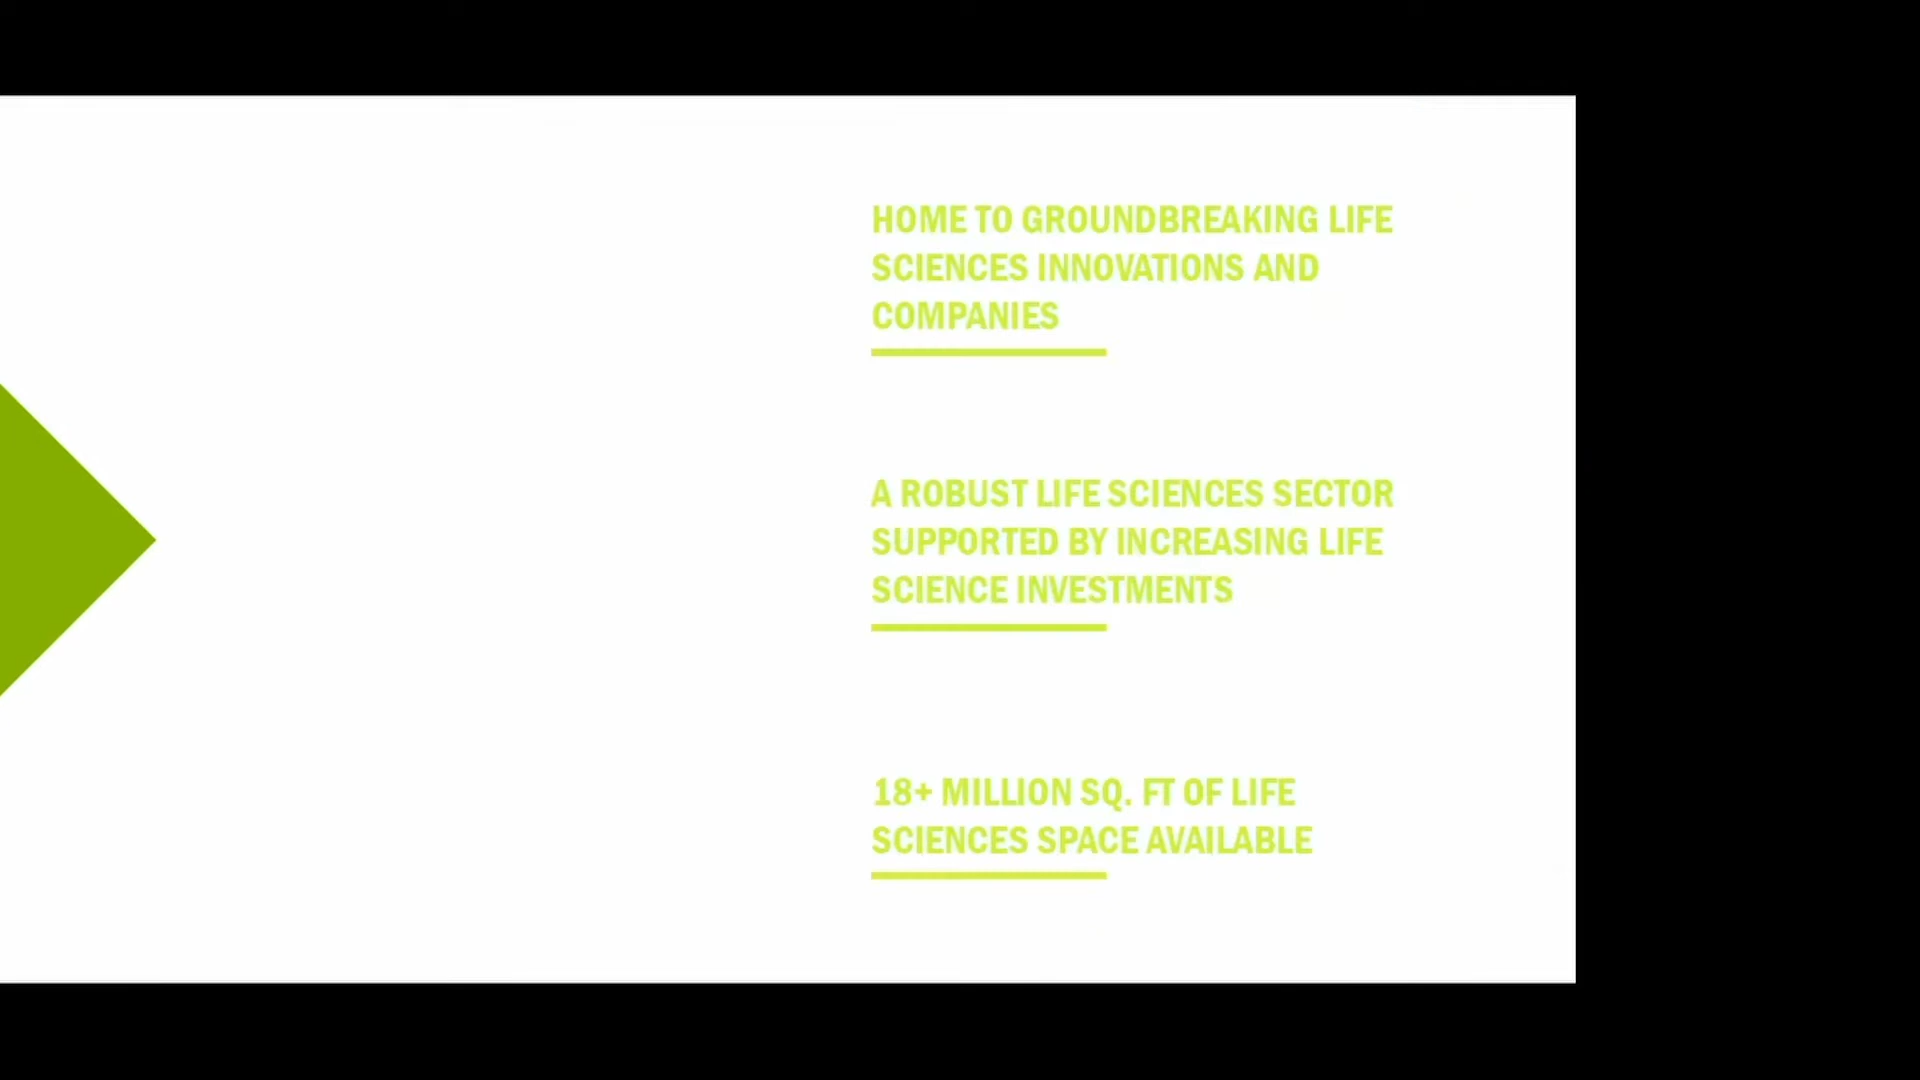 HOME TO GROUNDBREAKING LIFE
SCIENCES INNOVATIONS AND
COMPANIES
A ROBUST LIFE SCIENCES SECTOR
SUPPORTED BY INCREASING LIFE
SCIENCE INVESTMENTS
18+ MILLION SQ. FT OF LIFE
SCIENCES SPACE AVAILABLE